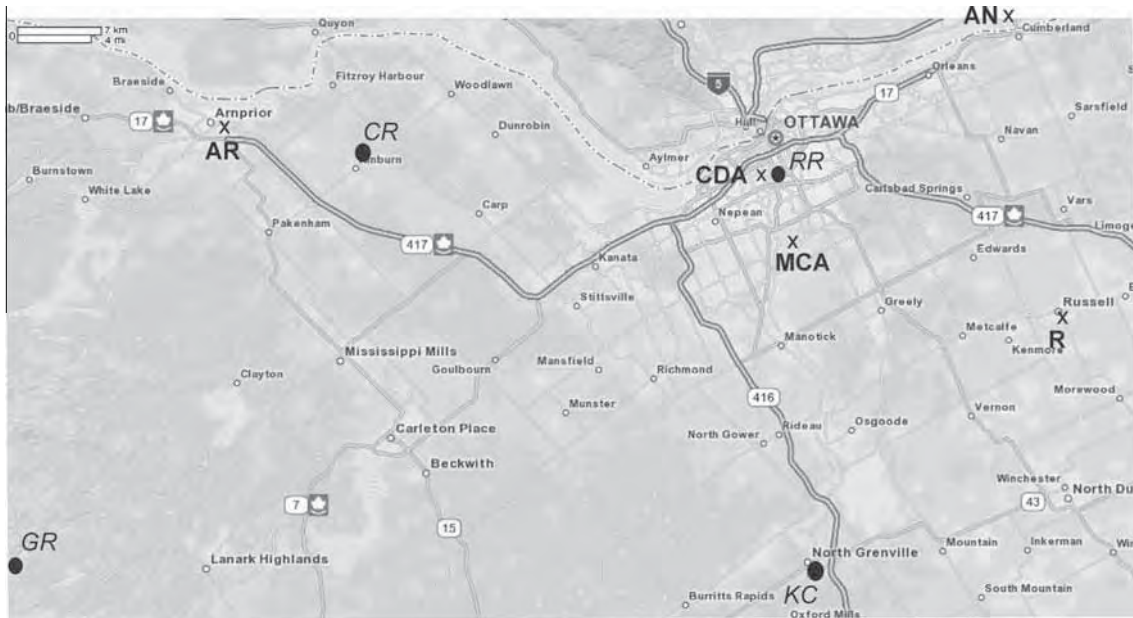 AN
Quyon
Cumberland
0
7 km
4 mi
5
Orleans
Braeside
Fitzroy Harbour
Woodlawn
17
b/Braeside
17
Arnprior
Hull
OTTAWA
Sarsfield
CR
Dunrobin
Navan
AR
Kinburn
Aylmer
CDA
RR
Burnstown
White Lake
Carlsbad Springs
Carp
Nepean
Vars
Pakenham
417
417
Limoge
MCA
Edwards
Kanata
Stittsville
Greely
Russell
R
Metcalfe
Kenmore
Manotick
Mississippi Mills
Goulbourn
Mansfield
Richmond
Clayton
Morewood
416
Munster
Vernon
Carleton Place
Rideau
Osgoode
North Gower
Beckwith
Winchester
North Du
7
43
15
GR
Lanark Highlands
North Grenville
Mountain
Inkerman
Wi
KC
Burritts Rapids
South Mountain
Oxford Mills